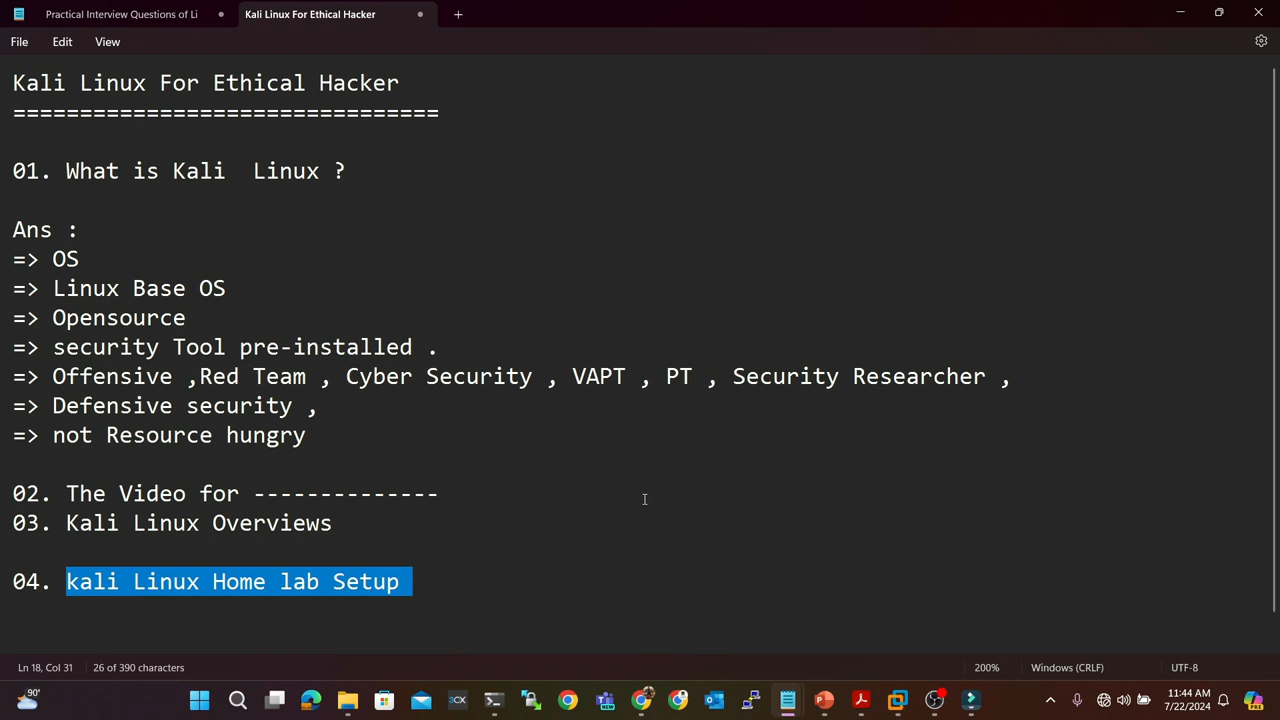 Practical Interview Questions of Li
Kali Linux For Ethical Hacker
File Edit View
Kali Linux For Ethical Hacker
================================
01. What is Kali  Linux ?
Ans :
=> OS
=> Linux Base OS
=> Opensource
=> security Tool pre-installed .
=> Offensive ,Red Team , Cyber Security , VAPT , PT , Security Researcher ,
=> Defensive security ,
=> not Resource hungry
02. The Video for --------------
03. Kali Linux Overviews
04. kali Linux Home lab Setup
Ln 18, Col 31 26 of 390 characters 200% Windows (CRLF) UTF-8
90°
11:44 AM
7/22/2024